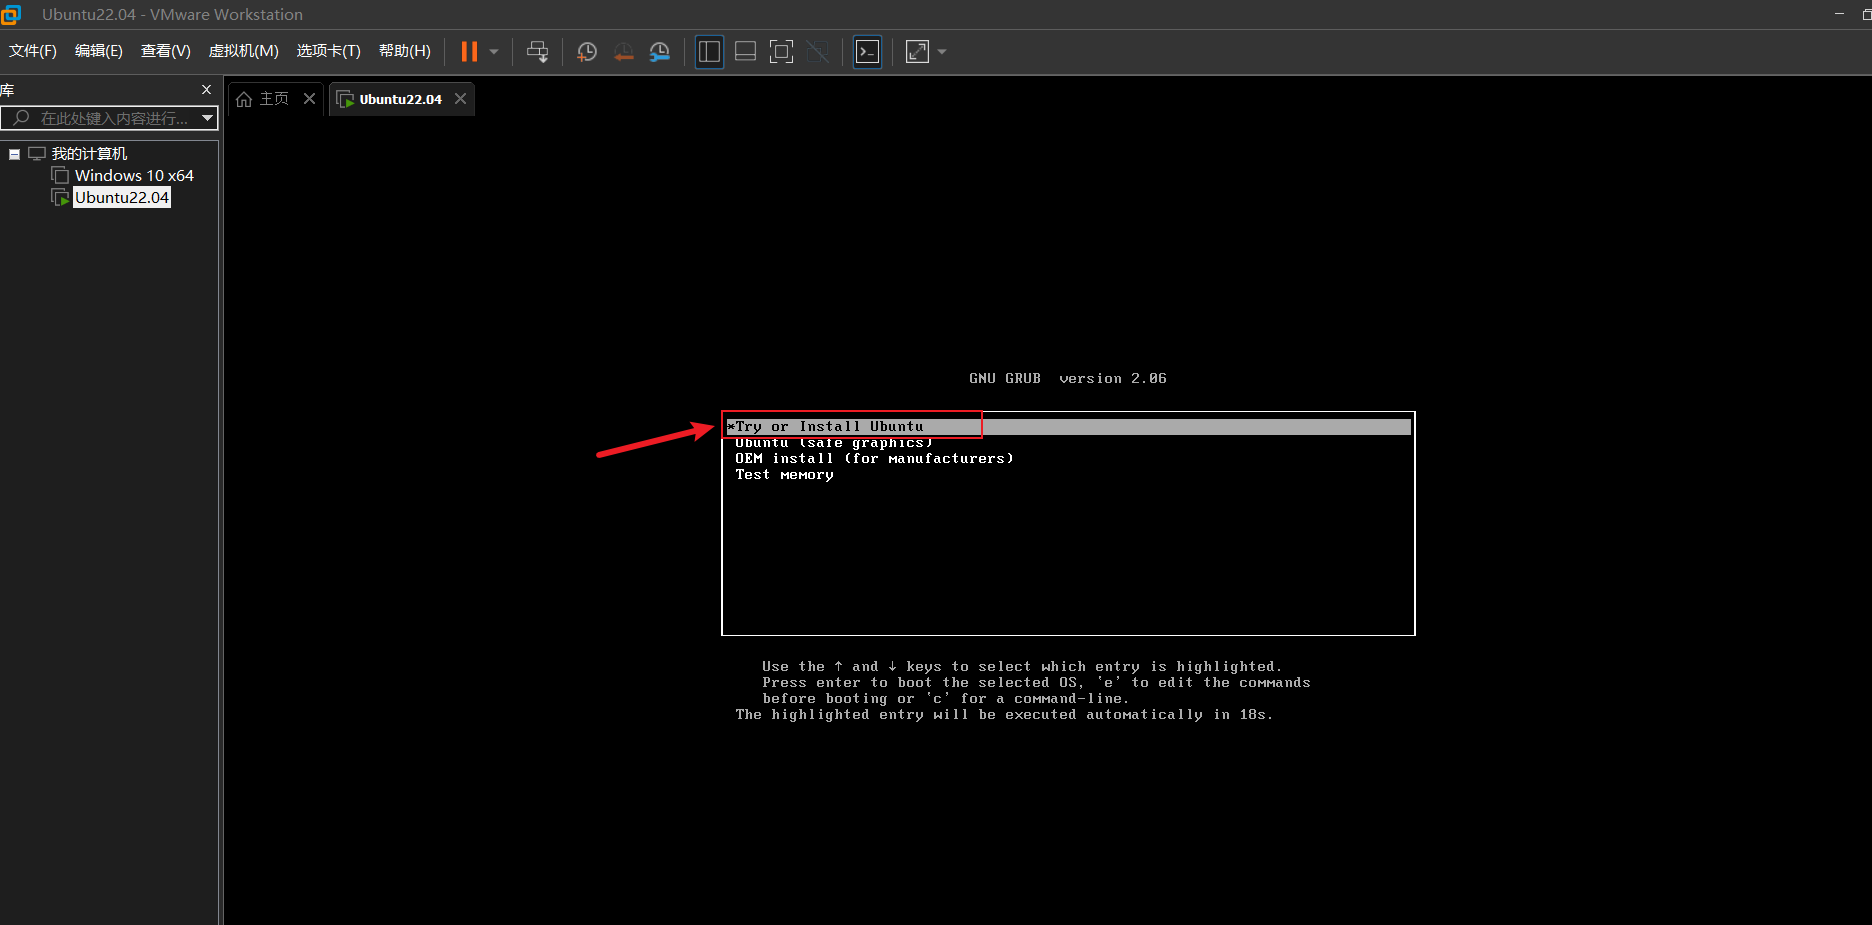 Ubuntu22.04 - VMware Workstation
文件(F) 编辑(E) 查看(V) 虚拟机(M) 选项卡(T) 帮助(H)
库
在此处键入内容进行...
我的计算机
Windows 10 x64
Ubuntu22.04
主页
Ubuntu22.04
GNU GRUB  version 2.06
*Try or Install Ubuntu
Ubuntu (safe graphics)
OEM install (for manufacturers)
Test memory
Use the ↑ and ↓ keys to select which entry is highlighted.
Press enter to boot the selected OS, `e' to edit the commands
before booting or `c' for a command-line.
The highlighted entry will be executed automatically in 18s.